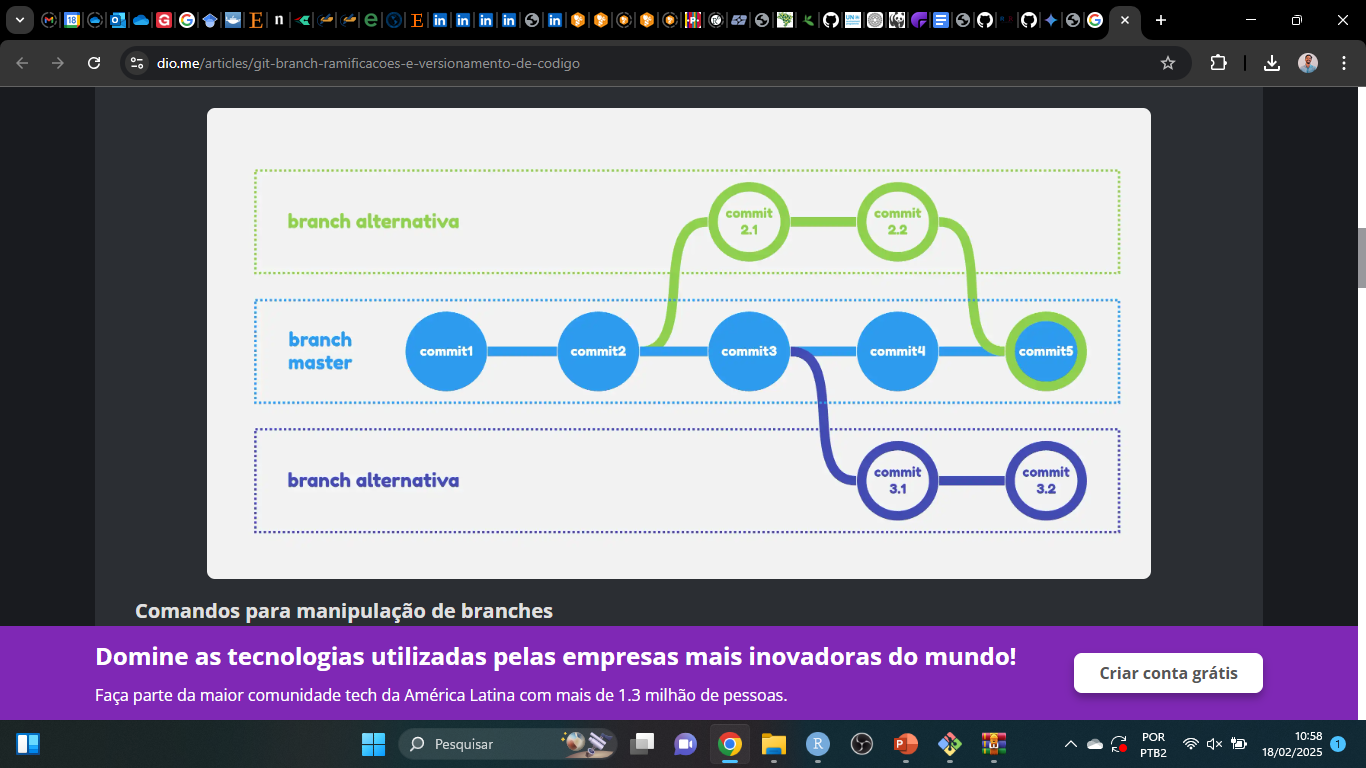 dio.me/articles/git-branch-ramificacoes-e-versionamento-de-codigo
branch alternativa
commit
2.1
commit
2.2
branch
master
commit1
commit2
commit3
commit4
commit5
branch alternativa
commit
3.1
commit
3.2
Comandos para manipulação de branches
Domine as tecnologias utilizadas pelas empresas mais inovadoras do mundo!
Faça parte da maior comunidade tech da América Latina com mais de 1.3 milhão de pessoas.
Criar conta grátis
Pesquisar
POR
PTB2
10:58
18/02/2025
1